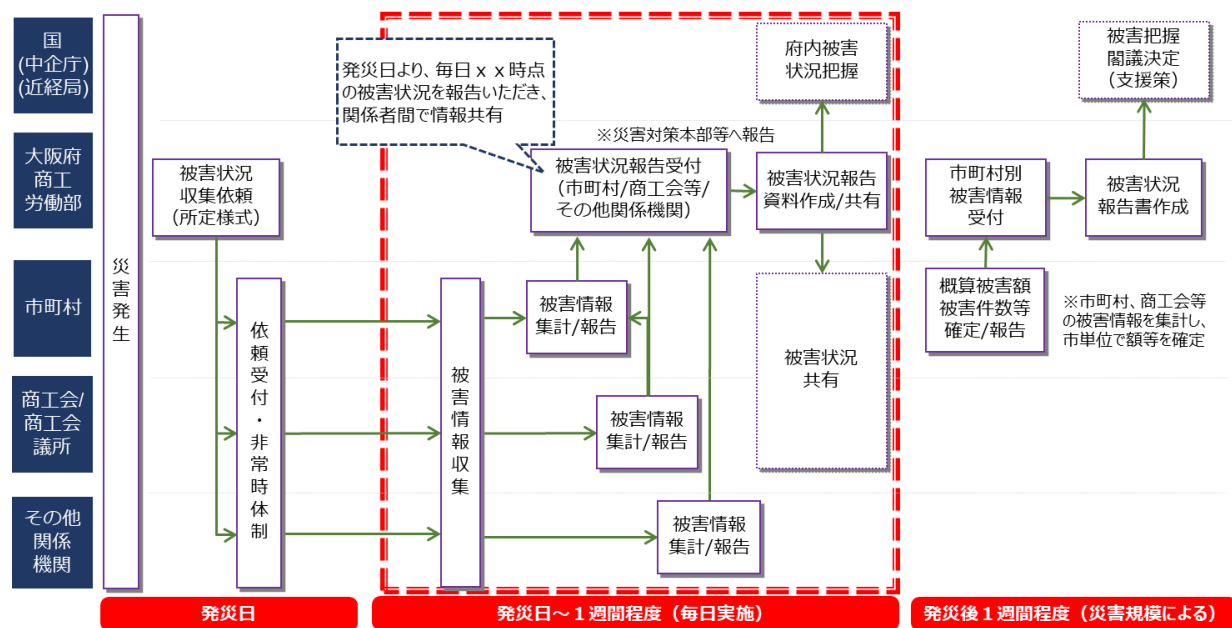 国
(中企庁)
(近経局)
大阪府
商工
労働部
市町村
商工会/
商工会
議所
その他
関係
機関
災害発生
被害状況
収集依頼
（所定様式）
依頼受付・非常時体制
発災日より、毎日ｘｘ時点
の被害状況を報告いただき、
関係者間で情報共有
※災害対策本部等へ報告
被害状況報告受付
（市町村/商工会等/
その他関係機関）
被害状況報告
資料作成/共有
府内被害
状況把握
被害情報収集
被害情報
集計/報告
被害情報
集計/報告
被害情報
集計/報告
被害状況
共有
被害把握
閣議決定
（支援策）
市町村別
被害情報
受付
被害状況
報告書作成
概算被害額
被害件数等
確定/報告
※市町村、商工会等
の被害情報を集計し、
市単位で額等を確定
発災日
発災日～１週間程度（毎日実施）
発災後１週間程度（災害規模による）